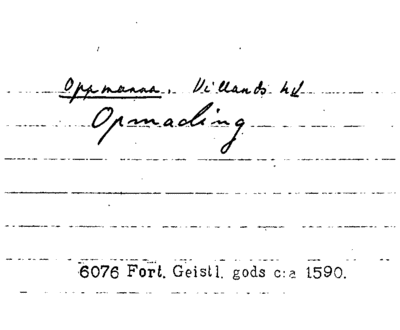 Oppmanna. Villands hd
Opmading
6076 Fort. Geistl. gods c:a 1590.